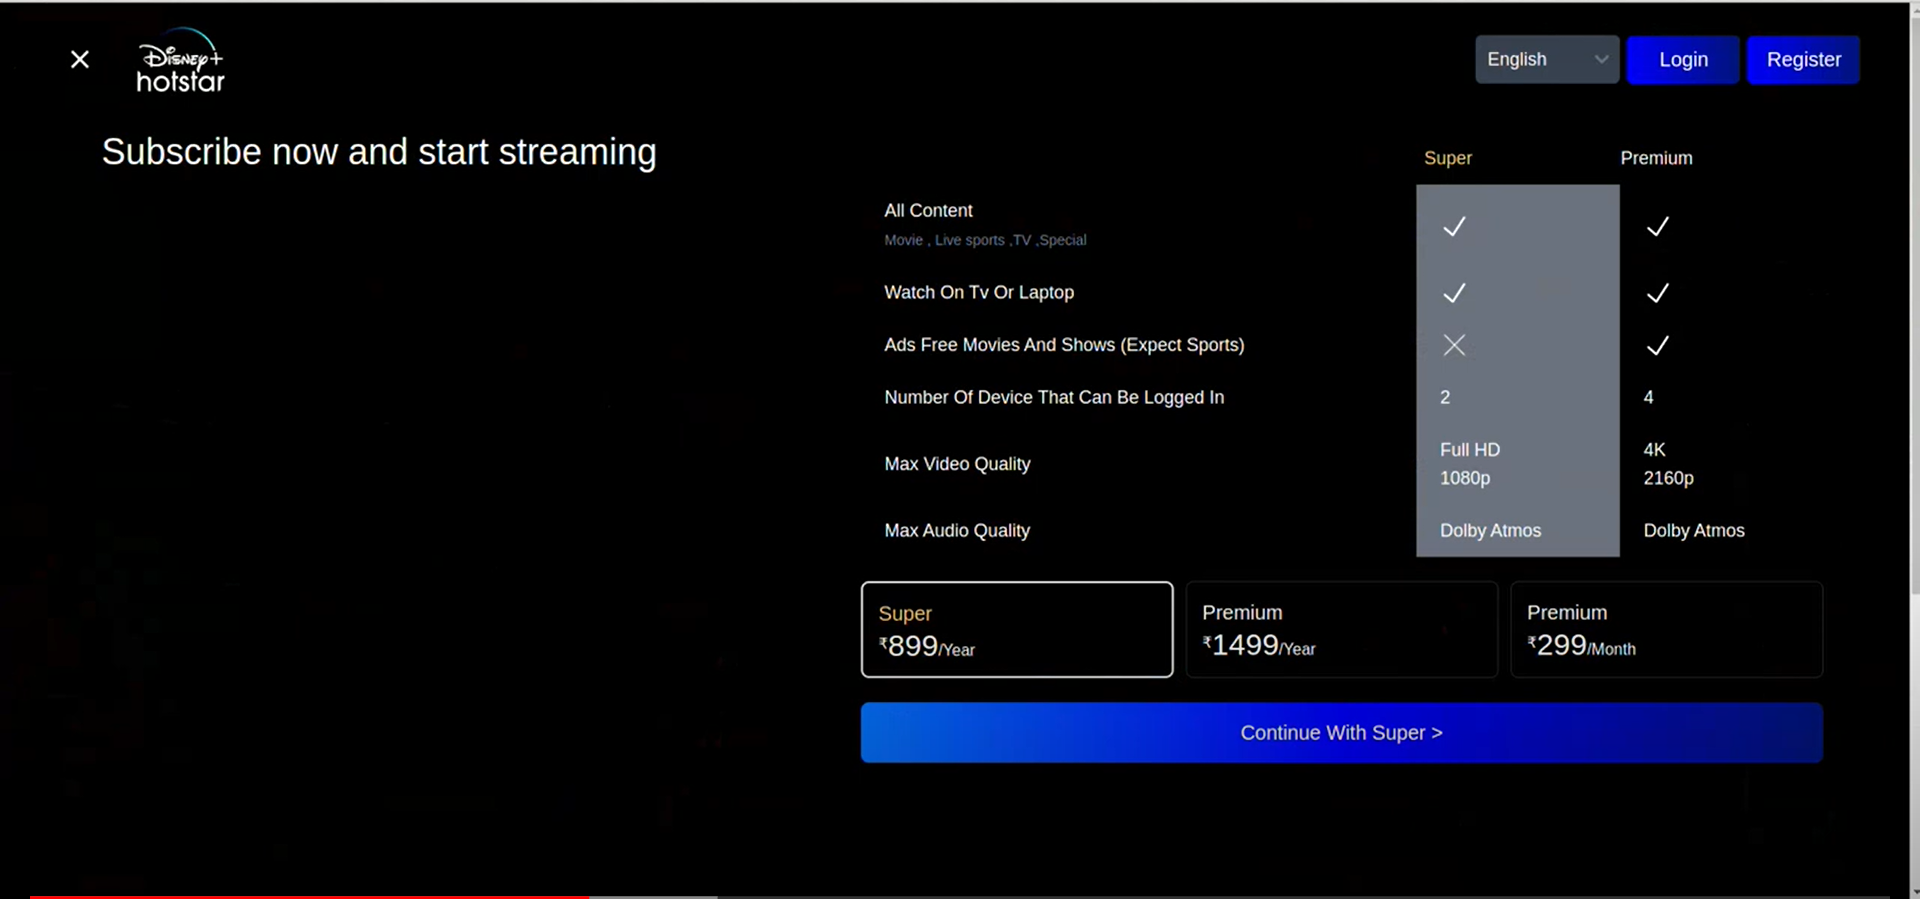 Disney+
hotstar
English
Login
Register
Subscribe now and start streaming
Super
Premium
All Content
Movie , Live sports ,TV ,Special
Watch On Tv Or Laptop
Ads Free Movies And Shows (Expect Sports)
Number Of Device That Can Be Logged In
2
4
Max Video Quality
Full HD
1080p
4K
2160p
Max Audio Quality
Dolby Atmos
Dolby Atmos
Super
₹899/Year
Premium
₹1499/Year
Premium
₹299/Month
Continue With Super >